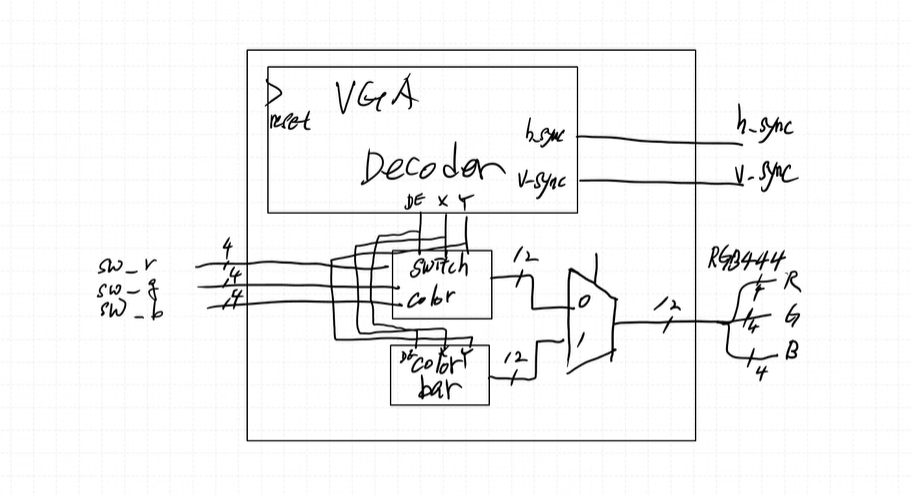 VGA
reset
h_sync
h_sync
Decoder
v-sync
v-sync
DE X Y
sw_r
4
switch
color
12
RGB444
4
R
sw_g
4
sw_b
4
0
1
12
4
G
DE X Y
color
bar
12
4
B